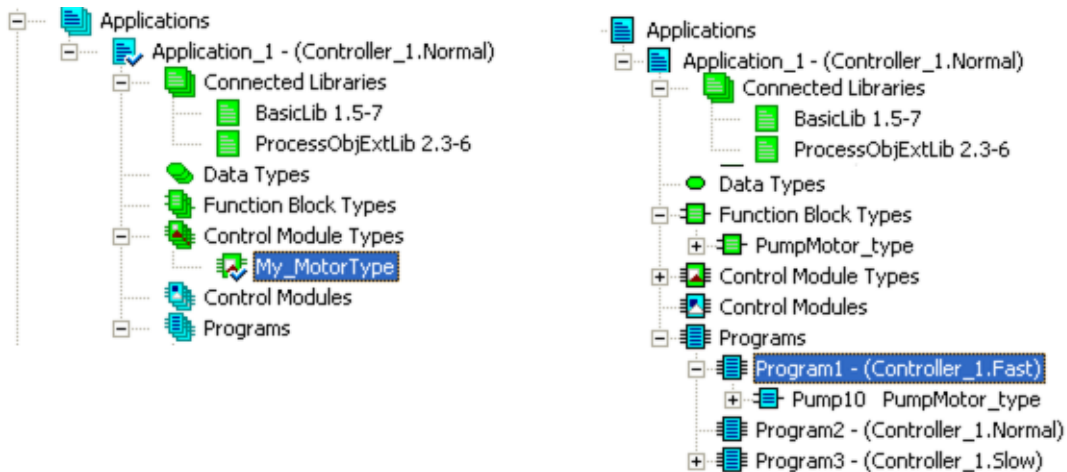 Applications
Application_1 - (Controller_1.Normal)
Connected Libraries
BasicLib 1.5-7
ProcessObjExtLib 2.3-6
Data Types
Function Block Types
Control Module Types
My_MotorType
Control Modules
Programs
Applications
Application_1 - (Controller_1.Normal)
Connected Libraries
BasicLib 1.5-7
ProcessObjExtLib 2.3-6
Data Types
Function Block Types
PumpMotor_type
Control Module Types
Control Modules
Programs
Program1 - (Controller_1.Fast)
Pump10 PumpMotor_type
Program2 - (Controller_1.Normal)
Program3 - (Controller_1.Slow)